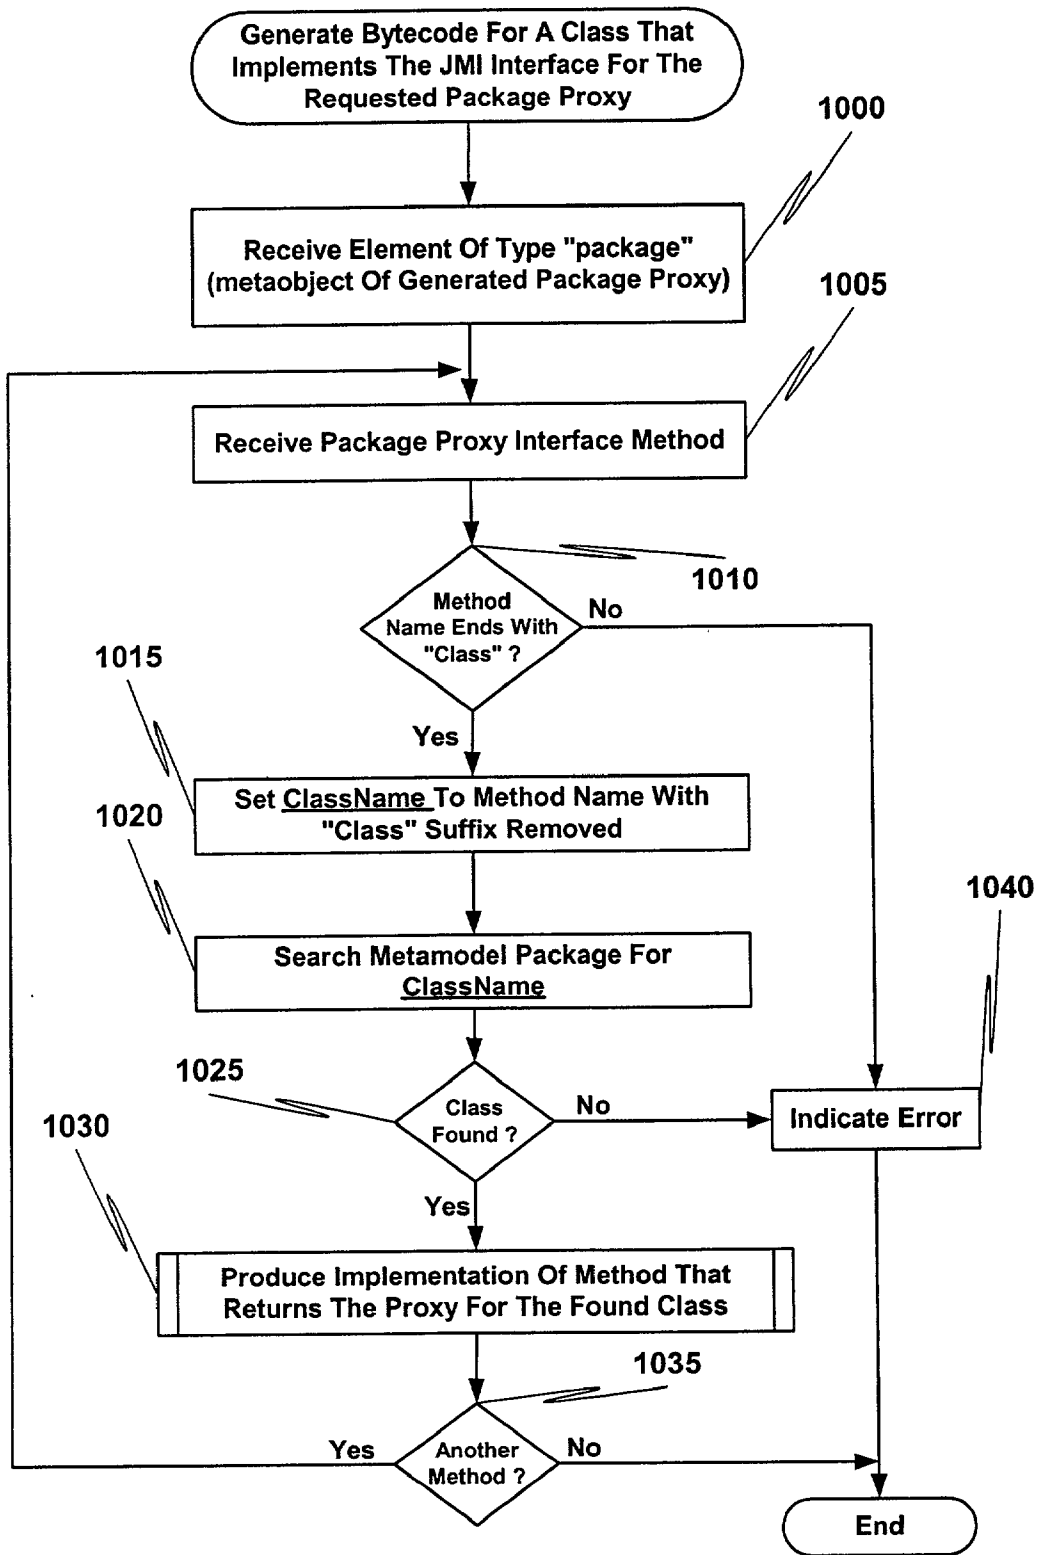 Generate Bytecode For A Class That
Implements The JMI Interface For The
Requested Package Proxy
1000
Receive Element Of Type "package"
(metaobject Of Generated Package Proxy)
1005
Receive Package Proxy Interface Method
1010
Method
Name Ends With
"Class" ?
No
1015
Yes
Set ClassName To Method Name With
"Class" Suffix Removed
1020
1040
Search Metamodel Package For
ClassName
1025
Class
Found ?
No
Indicate Error
1030
Yes
Produce Implementation Of Method That
Returns The Proxy For The Found Class
1035
Yes
Another
Method ?
No
End